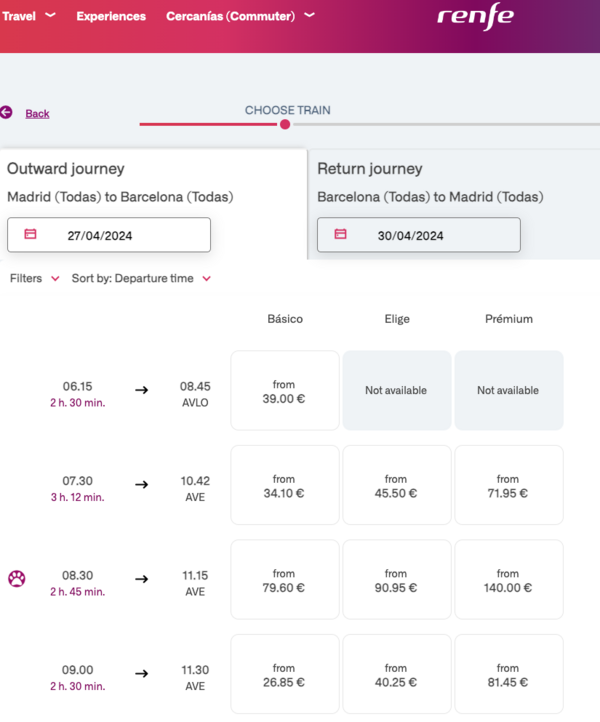 Travel Experiences Cercanías (Commuter) renfe
Back CHOOSE TRAIN
Outward journey
Madrid (Todas) to Barcelona (Todas)
27/04/2024
Return journey
Barcelona (Todas) to Madrid (Todas)
30/04/2024
Filters Sort by: Departure time
Básico Elige Prémium
06.15 → 08.45
2 h. 30 min. AVLO
from
39.00 €
Not available
Not available
07.30 → 10.42
3 h. 12 min. AVE
from
34.10 €
from
45.50 €
from
71.95 €
08.30 → 11.15
2 h. 45 min. AVE
from
79.60 €
from
90.95 €
from
140.00 €
09.00 → 11.30
2 h. 30 min. AVE
from
26.85 €
from
40.25 €
from
81.45 €